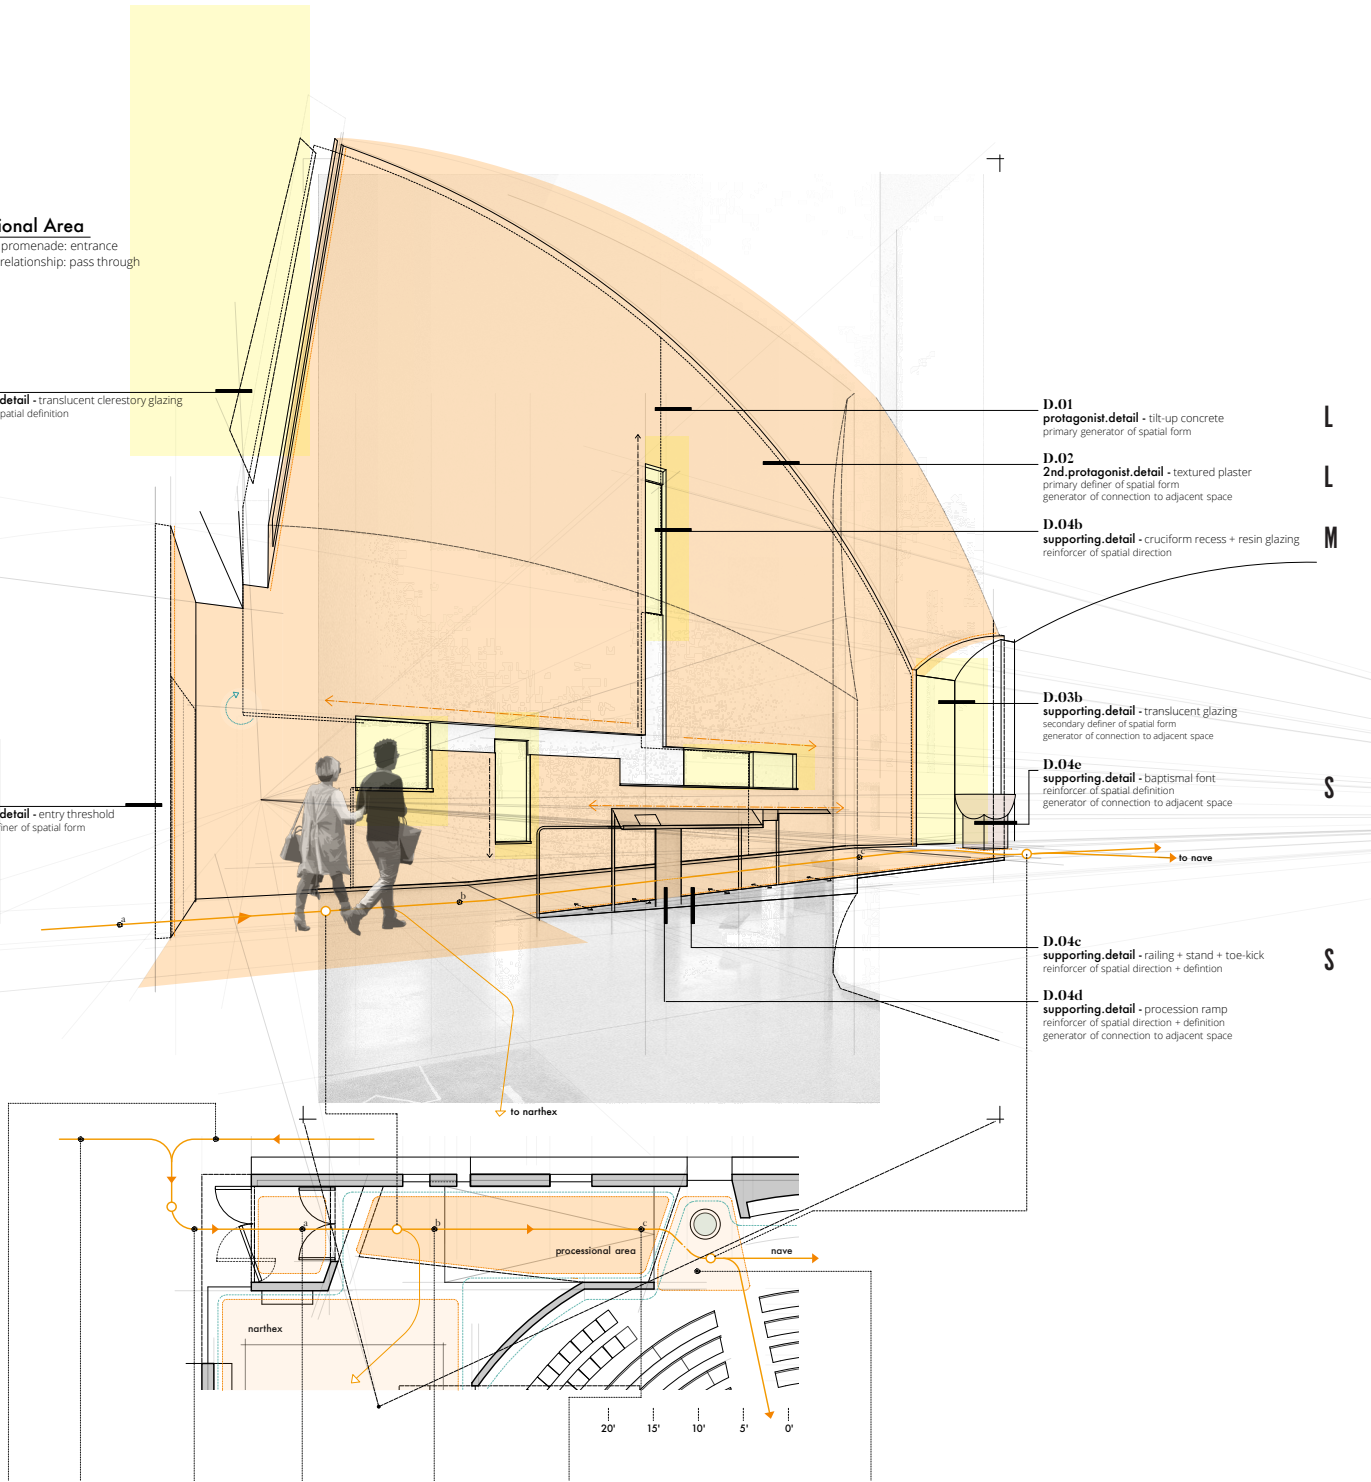 ional Area
promenade: entrance
relationship: pass through
detail - translucent clerestory glazing
patial definition
detail - entry threshold
finer of spatial form
D.01
protagonist.detail - tilt-up concrete
primary generator of spatial form
L
D.02
2nd.protagonist.detail - textured plaster
primary definer of spatial form
generator of connection to adjacent space
L
D.04b
supporting.detail - cruciform recess + resin glazing
reinforcer of spatial direction
M
D.03b
supporting.detail - translucent glazing
secondary definer of spatial form
generator of connection to adjacent space
D.04e
supporting.detail - baptismal font
reinforcer of spatial definition
generator of connection to adjacent space
S
a
b
c
to nave
D.04c
supporting.detail - railing + stand + toe-kick
reinforcer of spatial direction + defintion
S
D.04d
supporting.detail - procession ramp
reinforcer of spatial direction + definition
generator of connection to adjacent space
to narthex
a
b
c
processional area
nave
narthex
20' 15' 10' 5' 0'